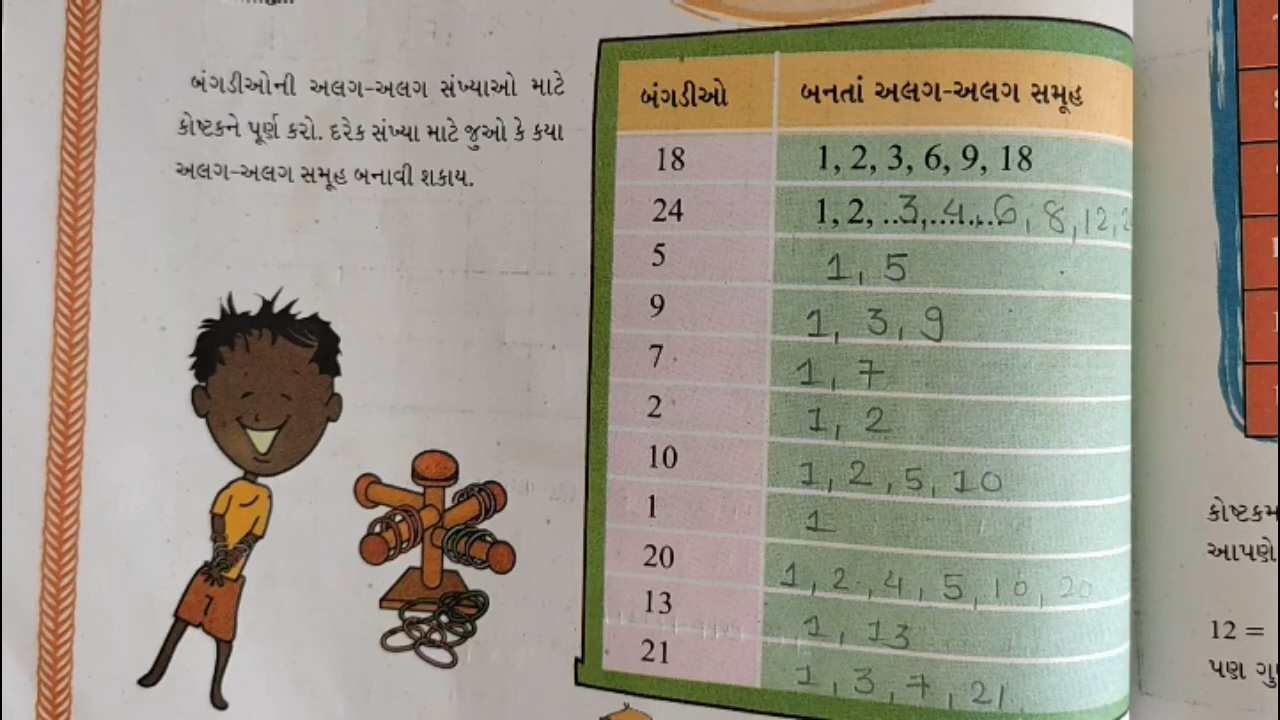 બંગડીઓની અલગ-અલગ સંખ્યાઓ માટે
કોષ્ટકને પૂર્ણ કરો. દરેક સંખ્યા માટે જુઓ કે કયા
અલગ-અલગ સમૂહ બનાવી શકાય.
બંગડીઓ બનતાં અલગ-અલગ સમૂહ
18 1, 2, 3, 6, 9, 18
24 1, 2, ..3,..4....6, 8, 12, 2
5 1, 5
9 1, 3, 9
7 1, 7
2 1, 2
10 1, 2, 5, 10
1 1
20 1, 2, 4, 5, 10, 20
13 1, 13
21 1, 3, 7, 21
7
કોષ્ટકમ
આપણે
12 =
પણ ગુ